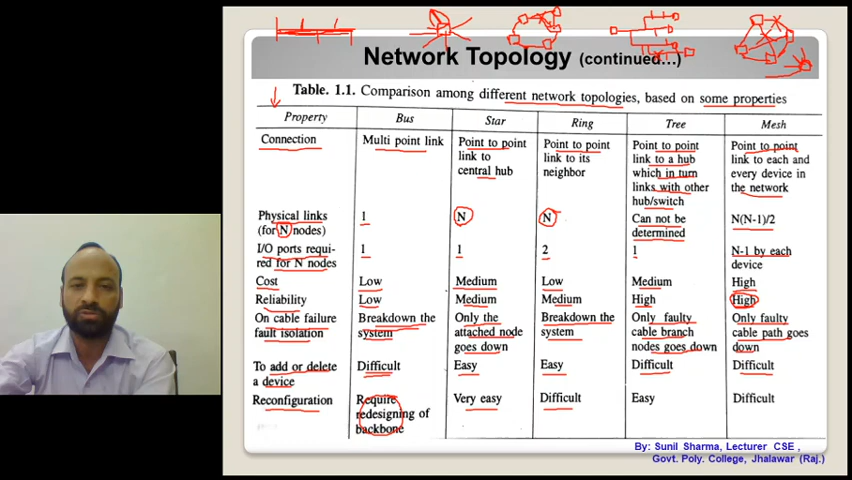 Network Topology (continued...)
Table. 1.1. Comparison among different network topologies, based on some properties
Property Bus Star Ring Tree Mesh
Connection Multi point link Point to point link to central hub Point to point link to its neighbor Point to point link to a hub which in turn links with other hub/switch Point to point link to each and every device in the network
Physical links (for N nodes) 1 N N Can not be determined N(N-1)/2
I/O ports requi-red for N nodes 1 1 2 1 N-1 by each device
Cost Low Medium Low Medium High
Reliability Low Medium Medium High High
On cable failure fault isolation Breakdown the system Only the attached node goes down Breakdown the system Only faulty cable branch nodes goes down Only faulty cable path goes down
To add or delete a device Difficult Easy Easy Difficult Difficult
Reconfiguration Require redesigning of backbone Very easy Difficult Easy Difficult
By: Sunil Sharma, Lecturer CSE ,
Govt. Poly. College, Jhalawar (Raj.)